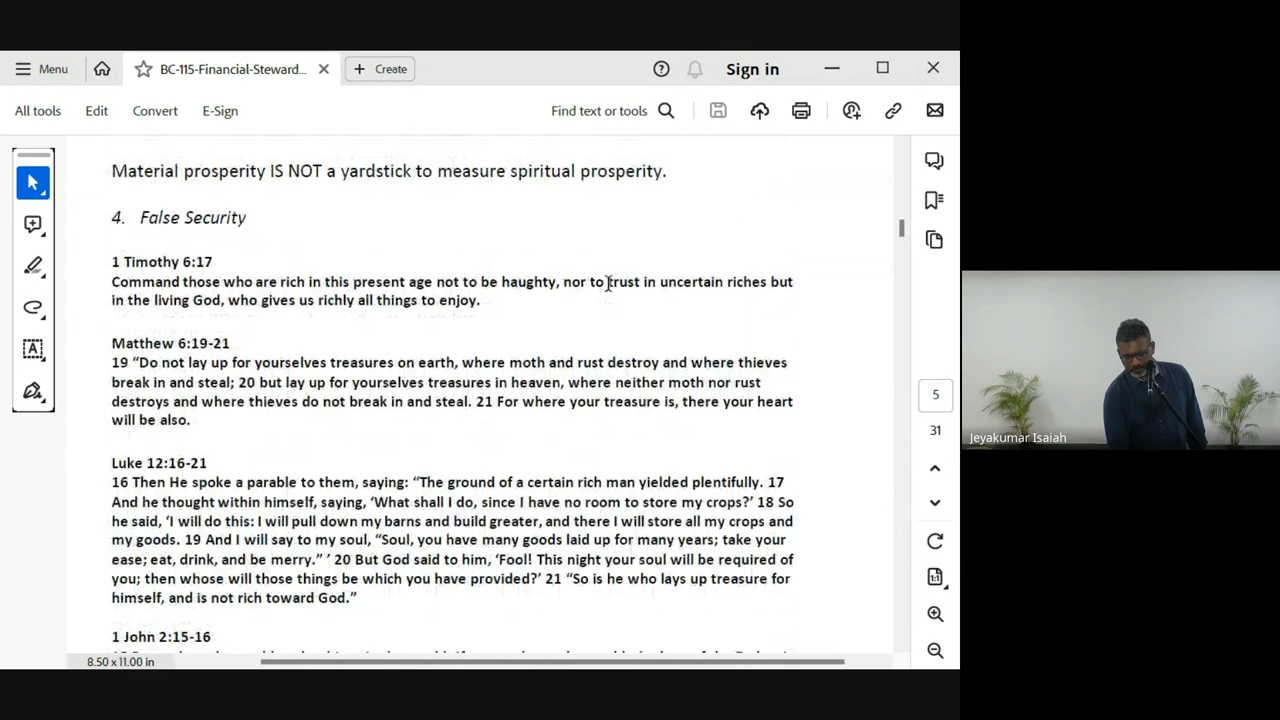 Menu
BC-115-Financial-Steward...
Create
Sign in
All tools
Edit
Convert
E-Sign
Find text or tools
Material prosperity IS NOT a yardstick to measure spiritual prosperity.
4. False Security
1 Timothy 6:17
Command those who are rich in this present age not to be haughty, nor to trust in uncertain riches but
in the living God, who gives us richly all things to enjoy.
Matthew 6:19-21
19 “Do not lay up for yourselves treasures on earth, where moth and rust destroy and where thieves
break in and steal; 20 but lay up for yourselves treasures in heaven, where neither moth nor rust
destroys and where thieves do not break in and steal. 21 For where your treasure is, there your heart
will be also.
Luke 12:16-21
16 Then He spoke a parable to them, saying: “The ground of a certain rich man yielded plentifully. 17
And he thought within himself, saying, ‘What shall I do, since I have no room to store my crops?’ 18 So
he said, ‘I will do this: I will pull down my barns and build greater, and there I will store all my crops and
my goods. 19 And I will say to my soul, “Soul, you have many goods laid up for many years; take your
ease; eat, drink, and be merry.” ’ 20 But God said to him, ‘Fool! This night your soul will be required of
you; then whose will those things be which you have provided?’ 21 “So is he who lays up treasure for
himself, and is not rich toward God.”
1 John 2:15-16
8.50 x 11.00 in
5
31
Jeyakumar Isaiah